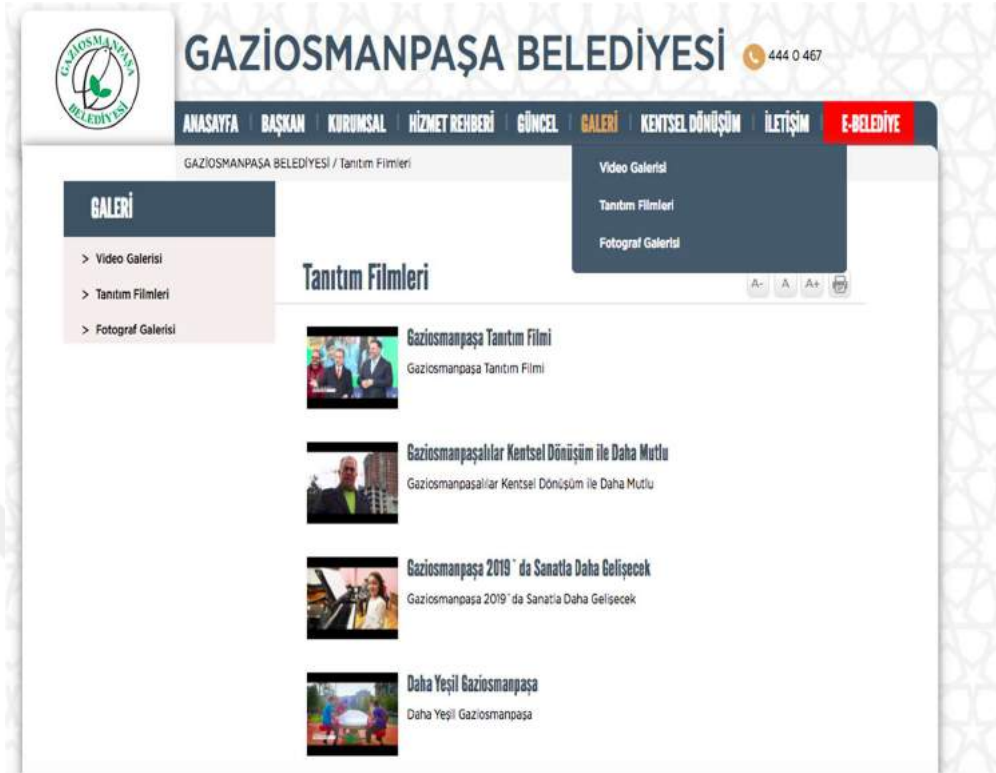 GAZİOSMANPAŞA
BELEDİYESİ
GAZİOSMANPAŞA BELEDİYESİ
444 0 467
ANASAYFA
BAŞKAN
KURUMSAL
HİZMET REHBERİ
GÜNCEL
GALERİ
KENTSEL DÖNÜŞÜM
İLETİŞİM
E-BELEDİYE
GAZİOSMANPAŞA BELEDİYESİ / Tanıtım Filmleri
Video Galerisi
Tanıtım Filmleri
Fotograf Galerisi
GALERİ
> Video Galerisi
> Tanıtım Filmleri
> Fotograf Galerisi
Tanıtım Filmleri
A-
A
A+
Gaziosmanpaşa Tanıtım Filmi
Gaziosmanpaşa Tanıtım Filmi
Gaziosmanpaşalılar Kentsel Dönüşüm ile Daha Mutlu
Gaziosmanpaşalılar Kentsel Dönüşüm ile Daha Mutlu
Gaziosmanpaşa 2019`da Sanatla Daha Gelişecek
Gaziosmanpaşa 2019`da Sanatla Daha Gelişecek
Daha Yeşil Gaziosmanpaşa
Daha Yeşil Gaziosmanpaşa